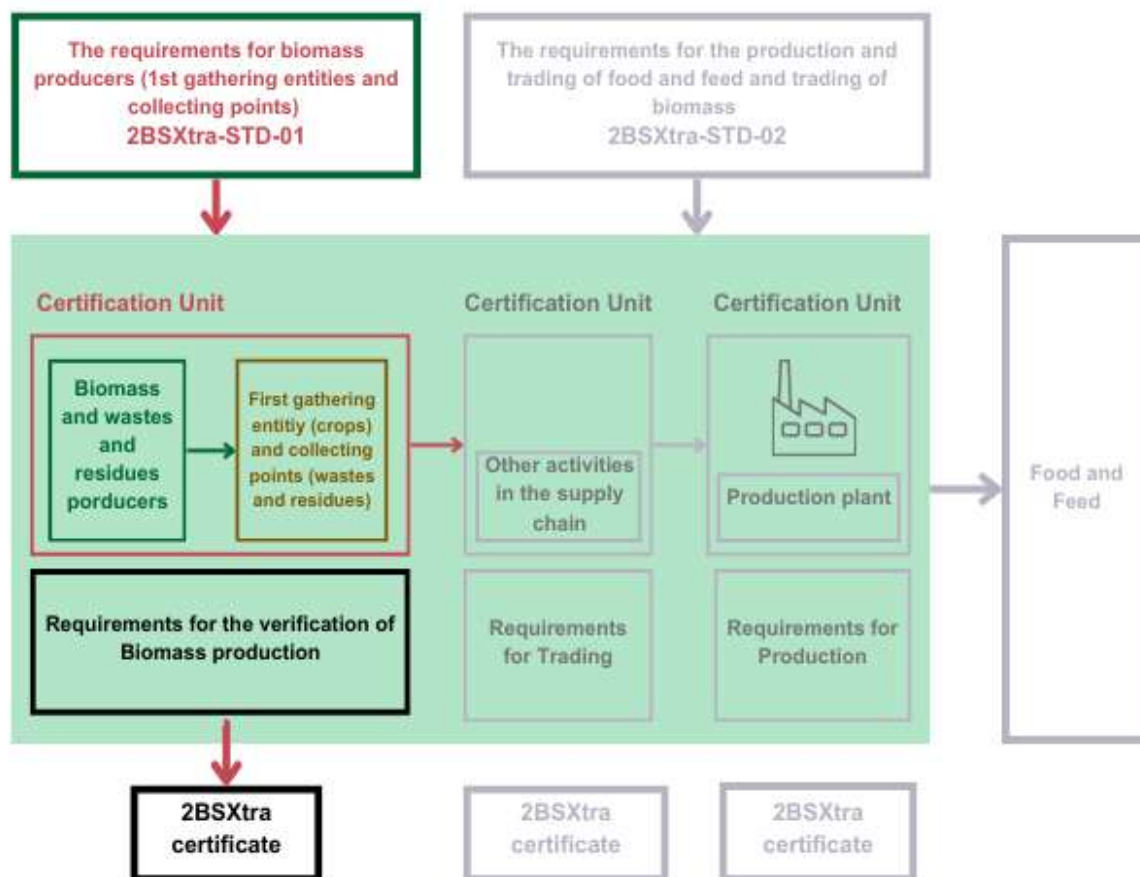 The requirements for biomass
producers (1st gathering entities and
collecting points)
2BSXtra-STD-01
The requirements for the production and
trading of food and feed and trading of
biomass
2BSXtra-STD-02
Certification Unit
Biomass
and wastes
and
residues
porducers
First gathering
entitiy (crops)
and collecting
points (wastes
and residues)
Requirements for the verification of
Biomass production
2BSXtra
certificate
Certification Unit
Other activities
in the supply
chain
Requirements
for Trading
2BSXtra
certificate
Certification Unit
Production plant
Requirements for
Production
2BSXtra
certificate
Food and
Feed